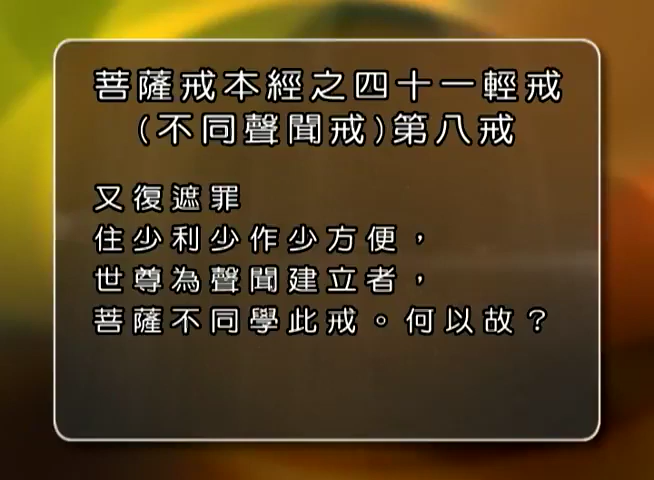 菩薩戒本經之四十一輕戒
(不同聲聞戒)第八戒
又復遮罪
住少利少作少方便，
世尊為聲聞建立者，
菩薩不同學此戒。何以故？